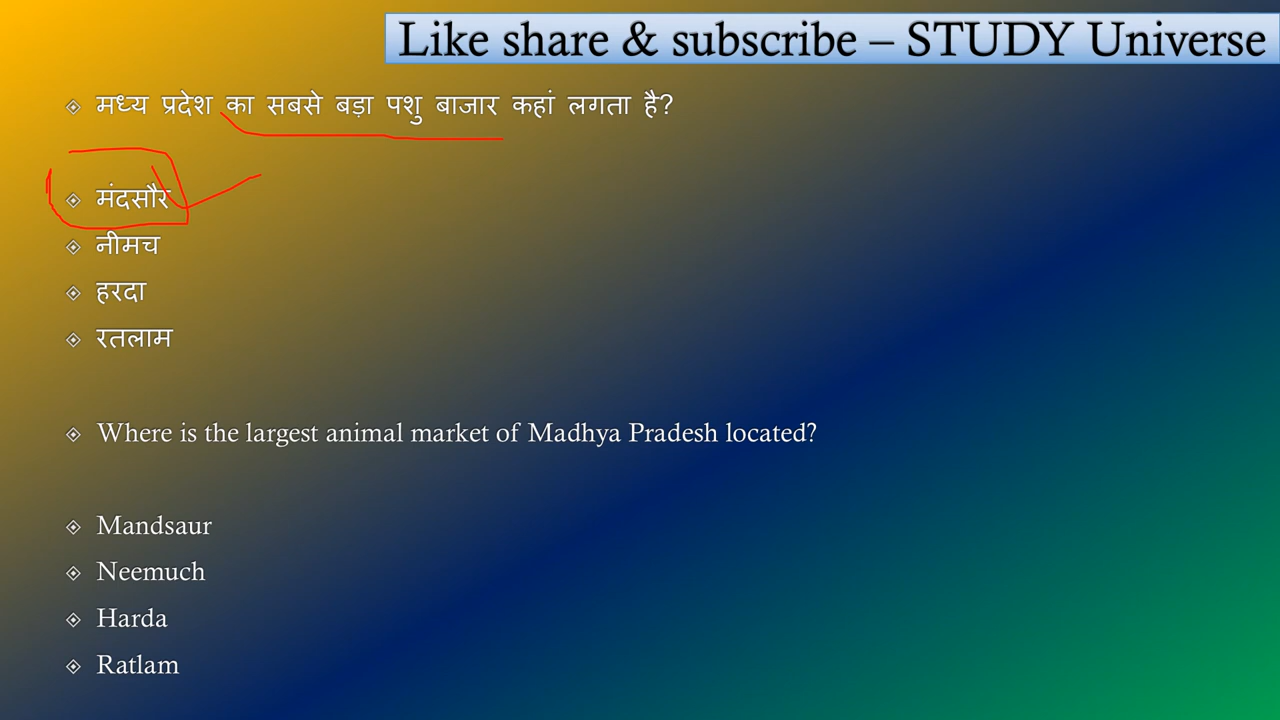 Like share & subscribe – STUDY Universe
मध्य प्रदेश का सबसे बड़ा पशु बाजार कहां लगता है?
मंदसौर
नीमच
हरदा
रतलाम
Where is the largest animal market of Madhya Pradesh located?
Mandsaur
Neemuch
Harda
Ratlam